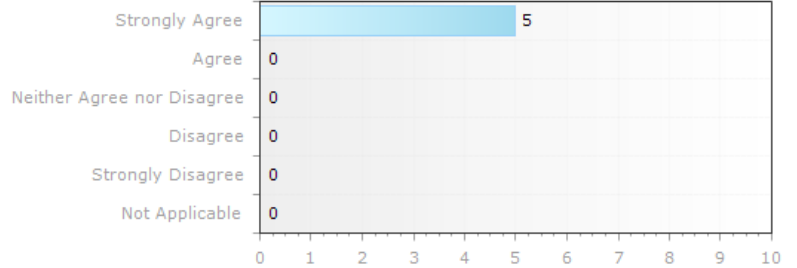 Strongly Agree 5
Agree 0
Neither Agree nor Disagree 0
Disagree 0
Strongly Disagree 0
Not Applicable 0
0 1 2 3 4 5 6 7 8 9 10